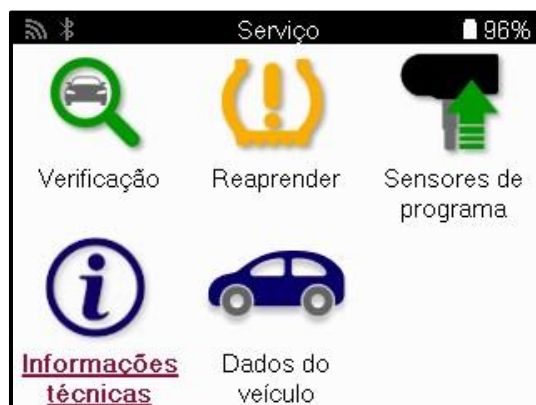 Serviço 96%
Verificação Reaprender Sensores de
programa
Informações Dados do
técnicas veículo